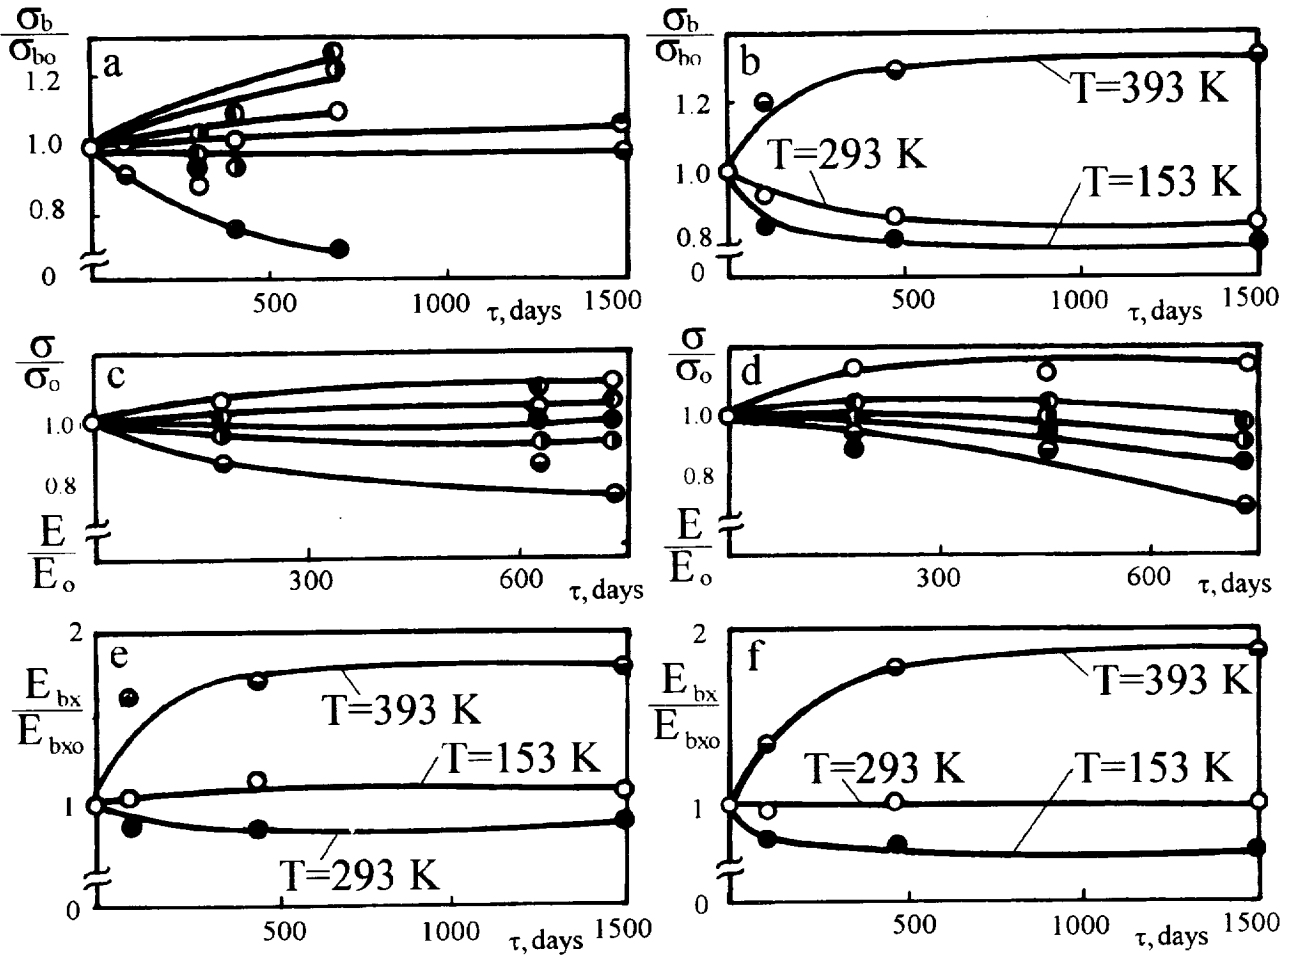 σb/σbo
a
1.2
1.0
0.8
0
500
1000
1500
τ, days
σb/σbo
b
T=393 K
1.2
T=293 K
1.0
T=153 K
0.8
0
500
1000
1500
τ, days
σ/σo
c
1.0
0.8
E/Eo
300
600
τ, days
σ/σo
d
1.0
0.8
E/Eo
300
600
τ, days
2
e
Ebx/Ebxo
T=393 K
T=153 K
1
T=293 K
0
500
1000
1500
τ, days
2
f
Ebx/Ebxo
T=393 K
T=293 K
T=153 K
1
0
500
1000
1500
τ, days